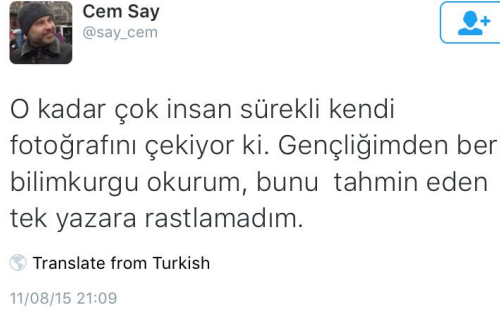 Cem Say
@say_cem
O kadar çok insan sürekli kendi
fotoğrafını çekiyor ki. Gençliğimden ber
bilimkurgu okurum, bunu tahmin eden
tek yazara rastlamadım.
Translate from Turkish
11/08/15 21:09